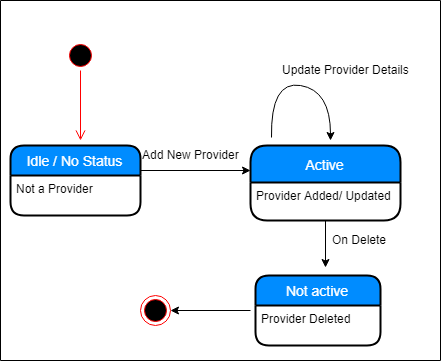 Update Provider Details
Idle / No Status
Add New Provider
Active
Not a Provider
Provider Added/ Updated
On Delete
Not active
Provider Deleted